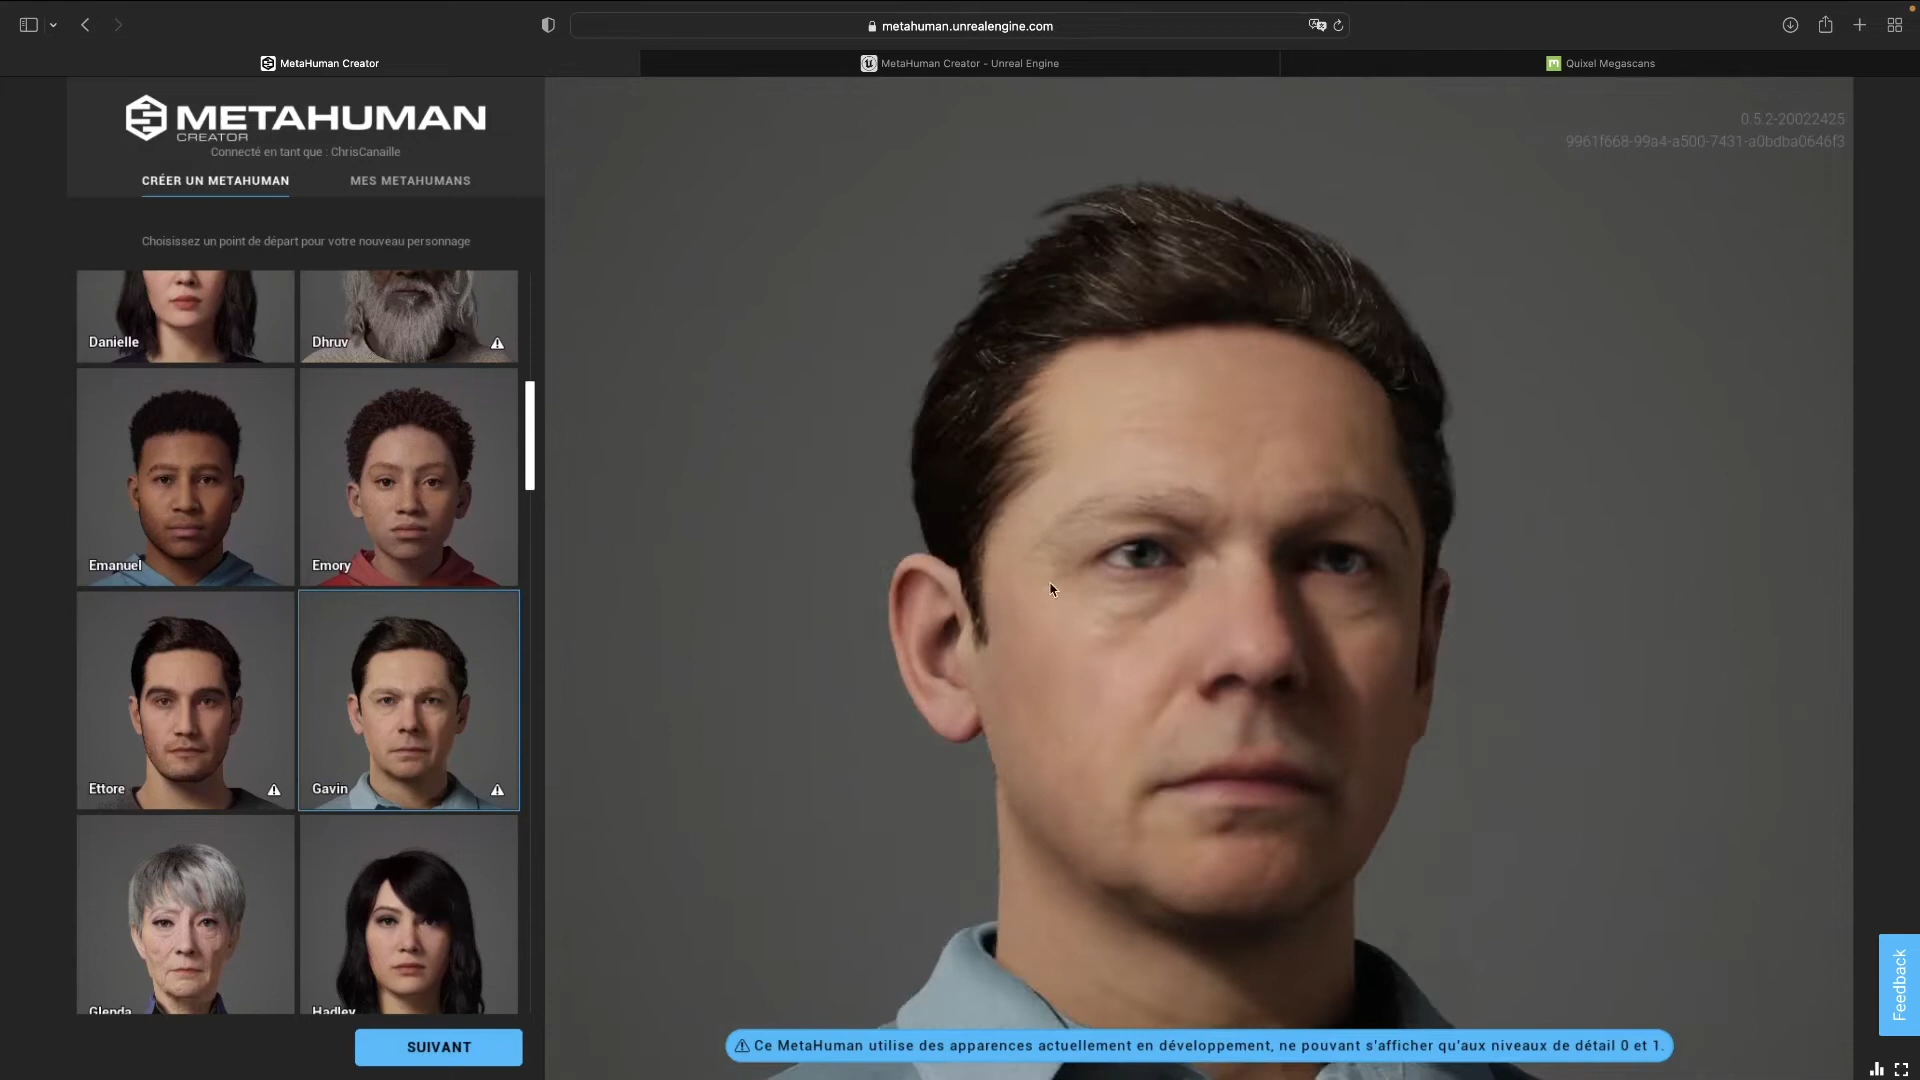 metahuman.unrealengine.com
MetaHuman Creator
MetaHuman Creator - Unreal Engine
Quixel Megascans
METAHUMAN
CREATOR
Connecté en tant que : ChrisCanaille
CRÉER UN METAHUMAN
MES METAHUMANS
Choisissez un point de départ pour votre nouveau personnage
0.5.2-20022425
9961f668-99a4-a500-7431-a0bdba0646f3
Danielle
Dhruv
Emanuel
Emory
Ettore
Gavin
Glenda
Hadley
SUIVANT
Ce MetaHuman utilise des apparences actuellement en développement, ne pouvant s'afficher qu'aux niveaux de détail 0 et 1.
Feedback